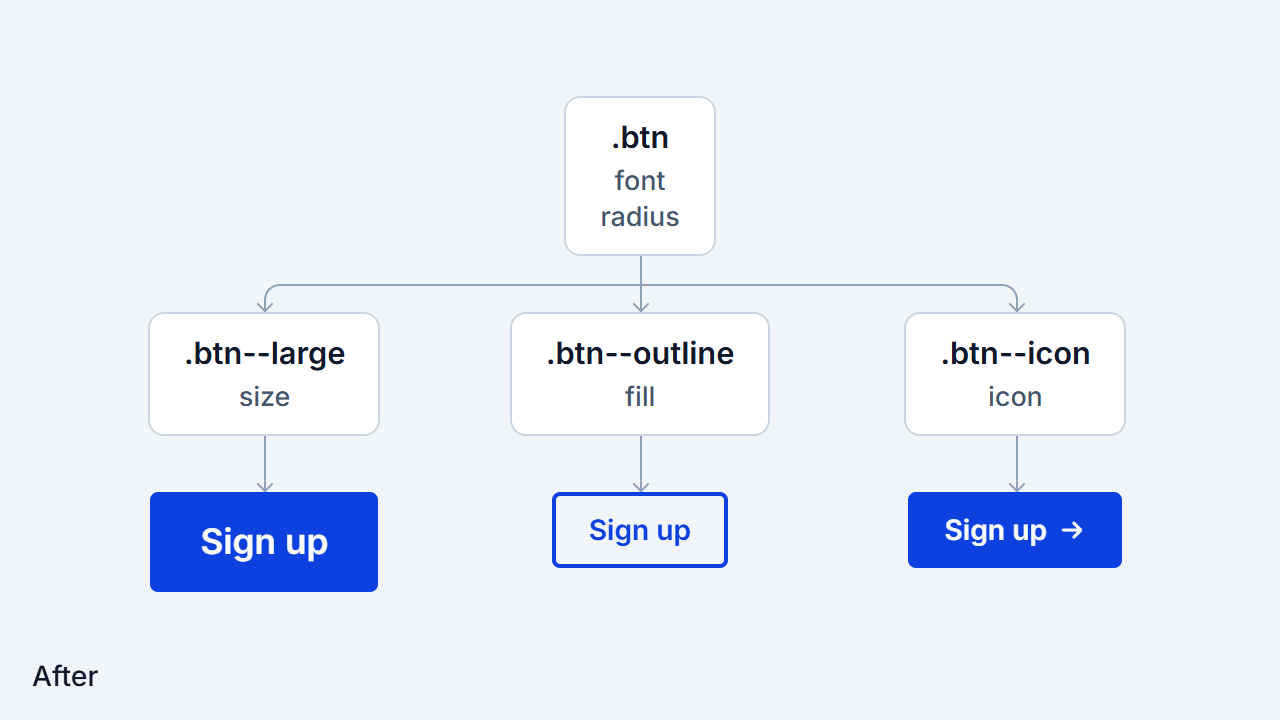 .btn
font
radius
.btn--large
size
.btn--outline
fill
.btn--icon
icon
Sign up
Sign up
Sign up
After